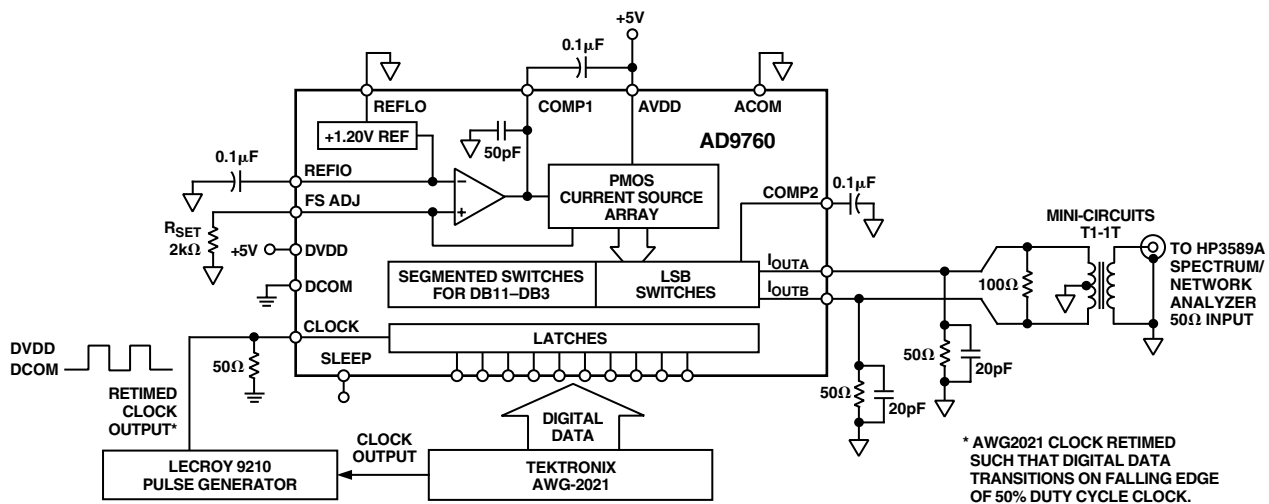 +5V
0.1μF
REFLO
COMP1
AVDD
ACOM
+1.20V REF
50pF
AD9760
0.1μF
REFIO
–
PMOS
CURRENT SOURCE
ARRAY
COMP2
0.1μF
FS ADJ
+
RSET
2kΩ
+5V
DVDD
MINI-CIRCUITS
T1-1T
SEGMENTED SWITCHES
FOR DB11–DB3
LSB
SWITCHES
IOUTA
IOUTB
100Ω
TO HP3589A
SPECTRUM/
NETWORK
ANALYZER
50Ω INPUT
DCOM
CLOCK
LATCHES
DVDD
DCOM
50Ω
SLEEP
50Ω
20pF
50Ω
20pF
RETIMED
CLOCK
OUTPUT*
DIGITAL
DATA
CLOCK
OUTPUT
LECROY 9210
PULSE GENERATOR
TEKTRONIX
AWG-2021
* AWG2021 CLOCK RETIMED
SUCH THAT DIGITAL DATA
TRANSITIONS ON FALLING EDGE
OF 50% DUTY CYCLE CLOCK.